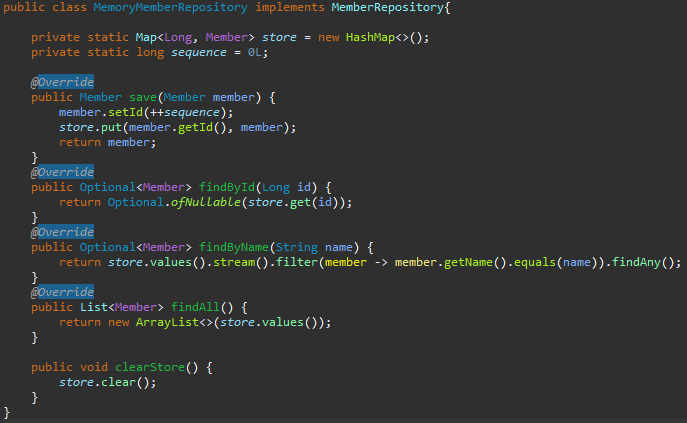 public class MemoryMemberRepository implements MemberRepository{
private static Map<Long, Member> store = new HashMap<>();
private static long sequence = 0L;
@Override
public Member save(Member member) {
member.setId(++sequence);
store.put(member.getId(), member);
return member;
}
@Override
public Optional<Member> findById(Long id) {
return Optional.ofNullable(store.get(id));
}
@Override
public Optional<Member> findByName(String name) {
return store.values().stream().filter(member -> member.getName().equals(name)).findAny();
}
@Override
public List<Member> findAll() {
return new ArrayList<>(store.values());
}
public void clearStore() {
store.clear();
}
}